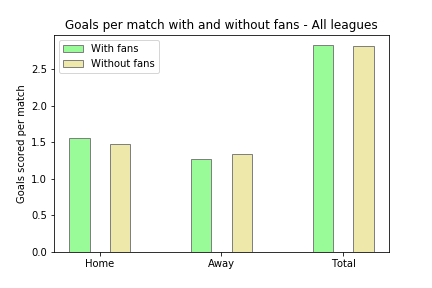 Goals per match with and without fans - All leagues
With fans
Without fans
Goals scored per match
2.5
2.0
1.5
1.0
0.5
0.0
Home Away Total